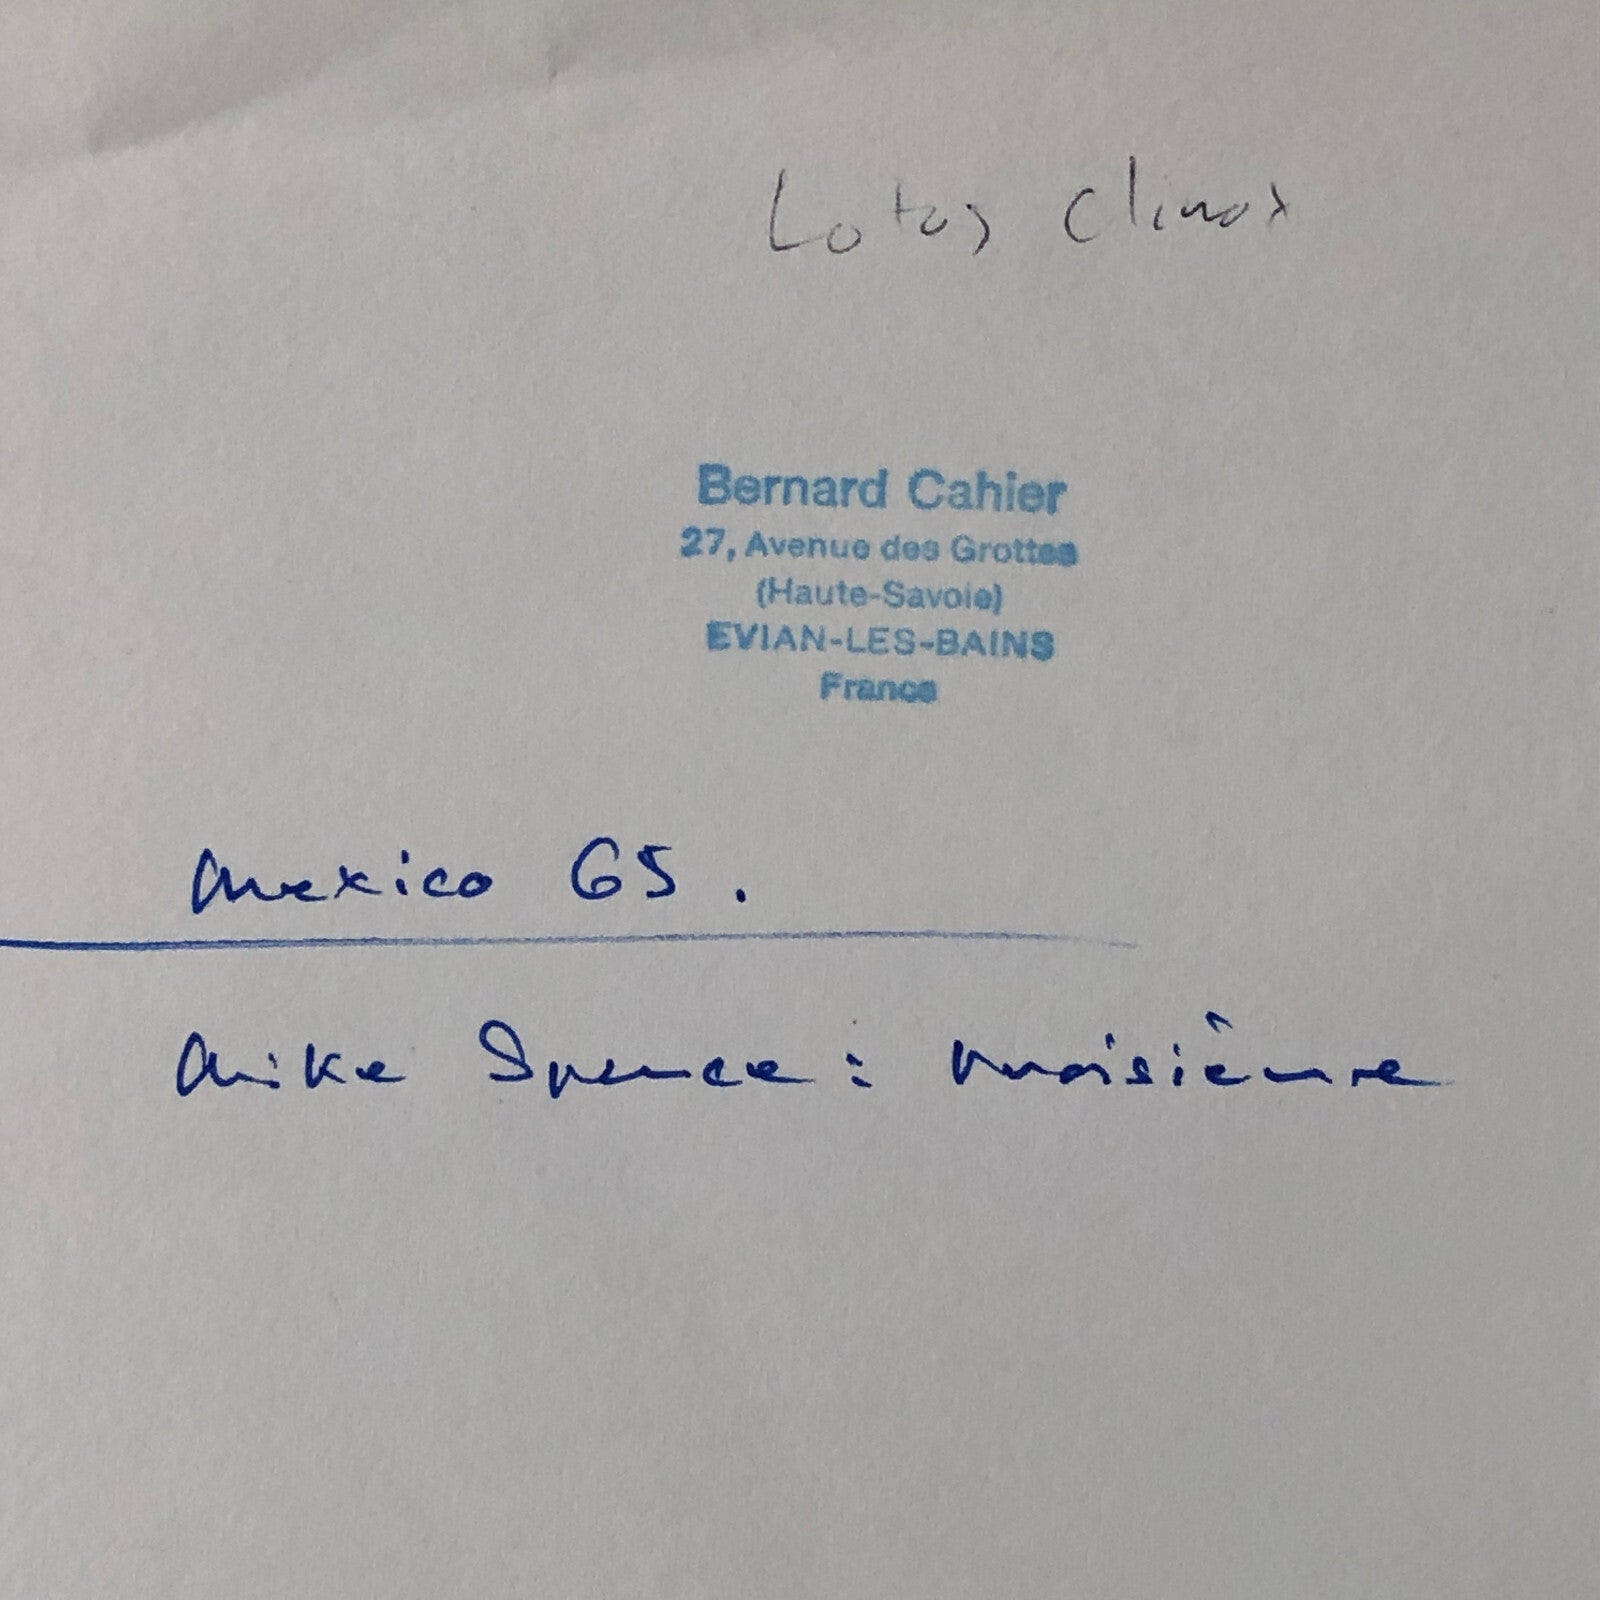 Lotus Climax
Bernard Cahier
27, Avenue des Grottes
(Haute-Savoie)
EVIAN-LES-BAINS
France
Mexico 65.
Mike Spence: troisième